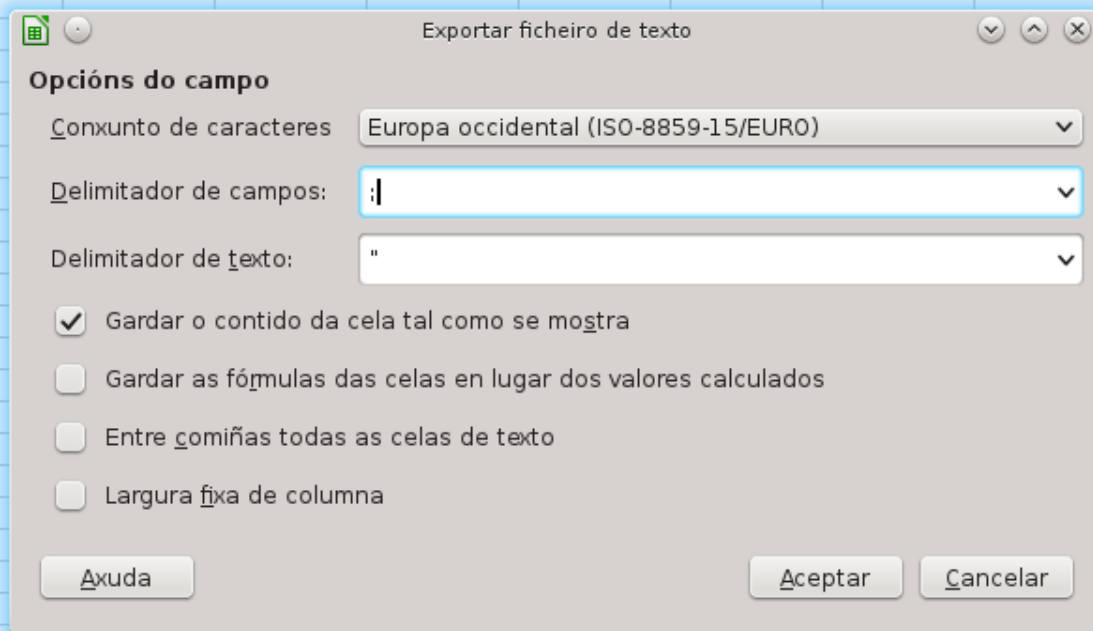 Exportar ficheiro de texto
Opcións do campo
Conxunto de caracteres Europa occidental (ISO-8859-15/EURO)
Delimitador de campos: ;
Delimitador de texto: "
Gardar o contido da cela tal como se mostra
Gardar as fórmulas das celas en lugar dos valores calculados
Entre comiñas todas as celas de texto
Largura fixa de columna
Axuda Aceptar Cancelar